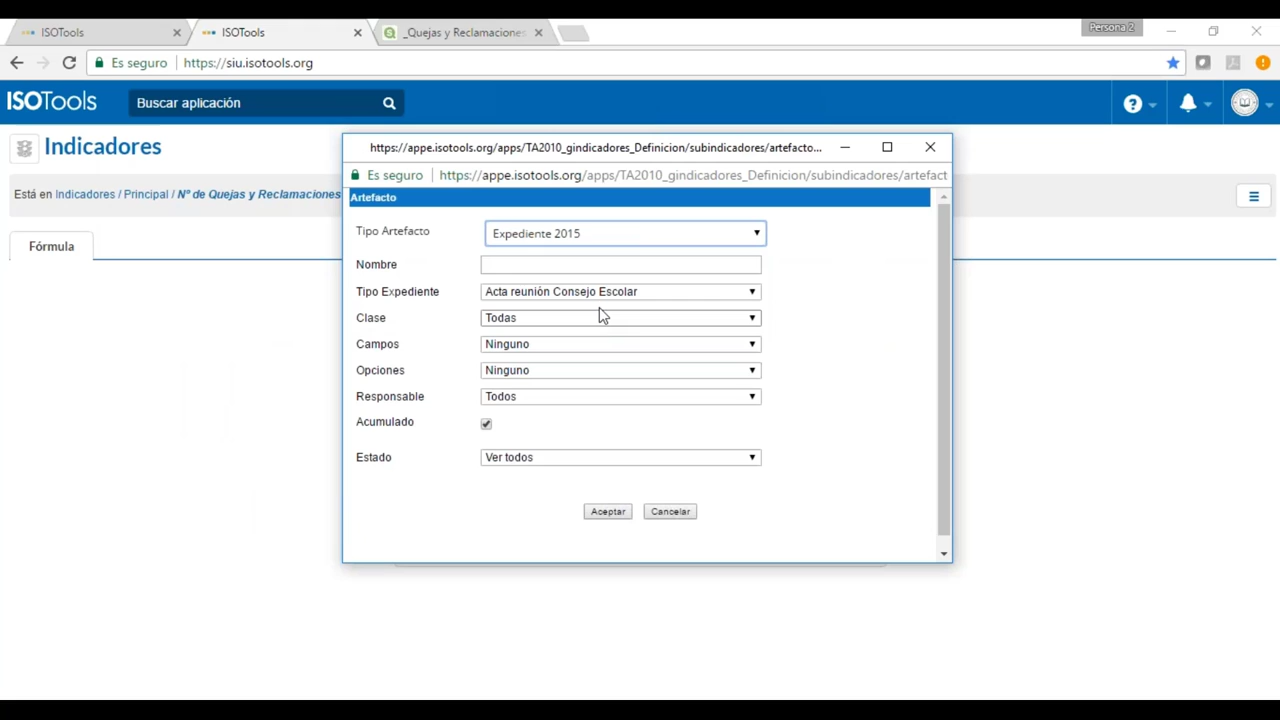 ISOTools
ISOTools
_Quejas y Reclamaciones
Persona 2
Es seguro
https://siu.isotools.org
ISOTools
Buscar aplicación
Indicadores
Está en Indicadores / Principal / Nº de Quejas y Reclamaciones
Fórmula
https://appe.isotools.org/apps/TA2010_gindicadores_Definicion/subindicadores/artefacto...
Es seguro
https://appe.isotools.org/apps/TA2010_gindicadores_Definicion/subindicadores/artefact
Artefacto
Tipo Artefacto
Expediente 2015
Nombre
Tipo Expediente
Acta reunión Consejo Escolar
Clase
Todas
Campos
Ninguno
Opciones
Ninguno
Responsable
Todos
Acumulado
Estado
Ver todos
Aceptar
Cancelar